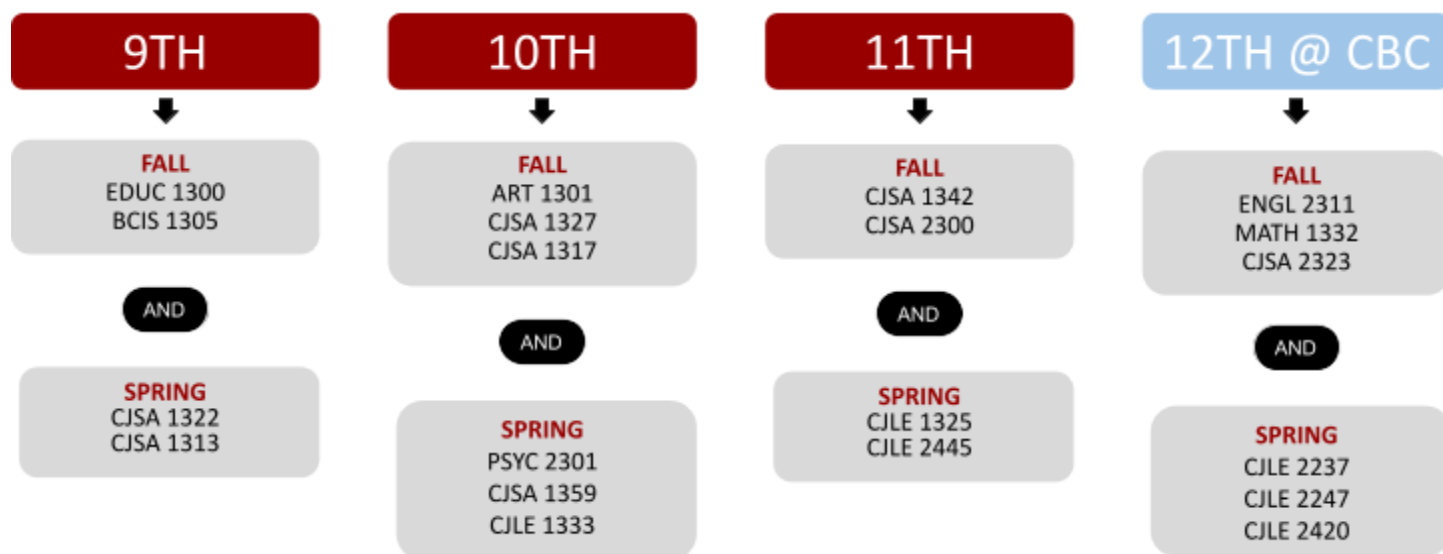 9TH
FALL
EDUC 1300
BCIS 1305
AND
SPRING
CJSA 1322
CJSA 1313
10TH
FALL
ART 1301
CJSA 1327
CJSA 1317
AND
SPRING
PSYC 2301
CJSA 1359
CJLE 1333
11TH
FALL
CJSA 1342
CJSA 2300
AND
SPRING
CJLE 1325
CJLE 2445
12TH @ CBC
FALL
ENGL 2311
MATH 1332
CJSA 2323
AND
SPRING
CJLE 2237
CJLE 2247
CJLE 2420